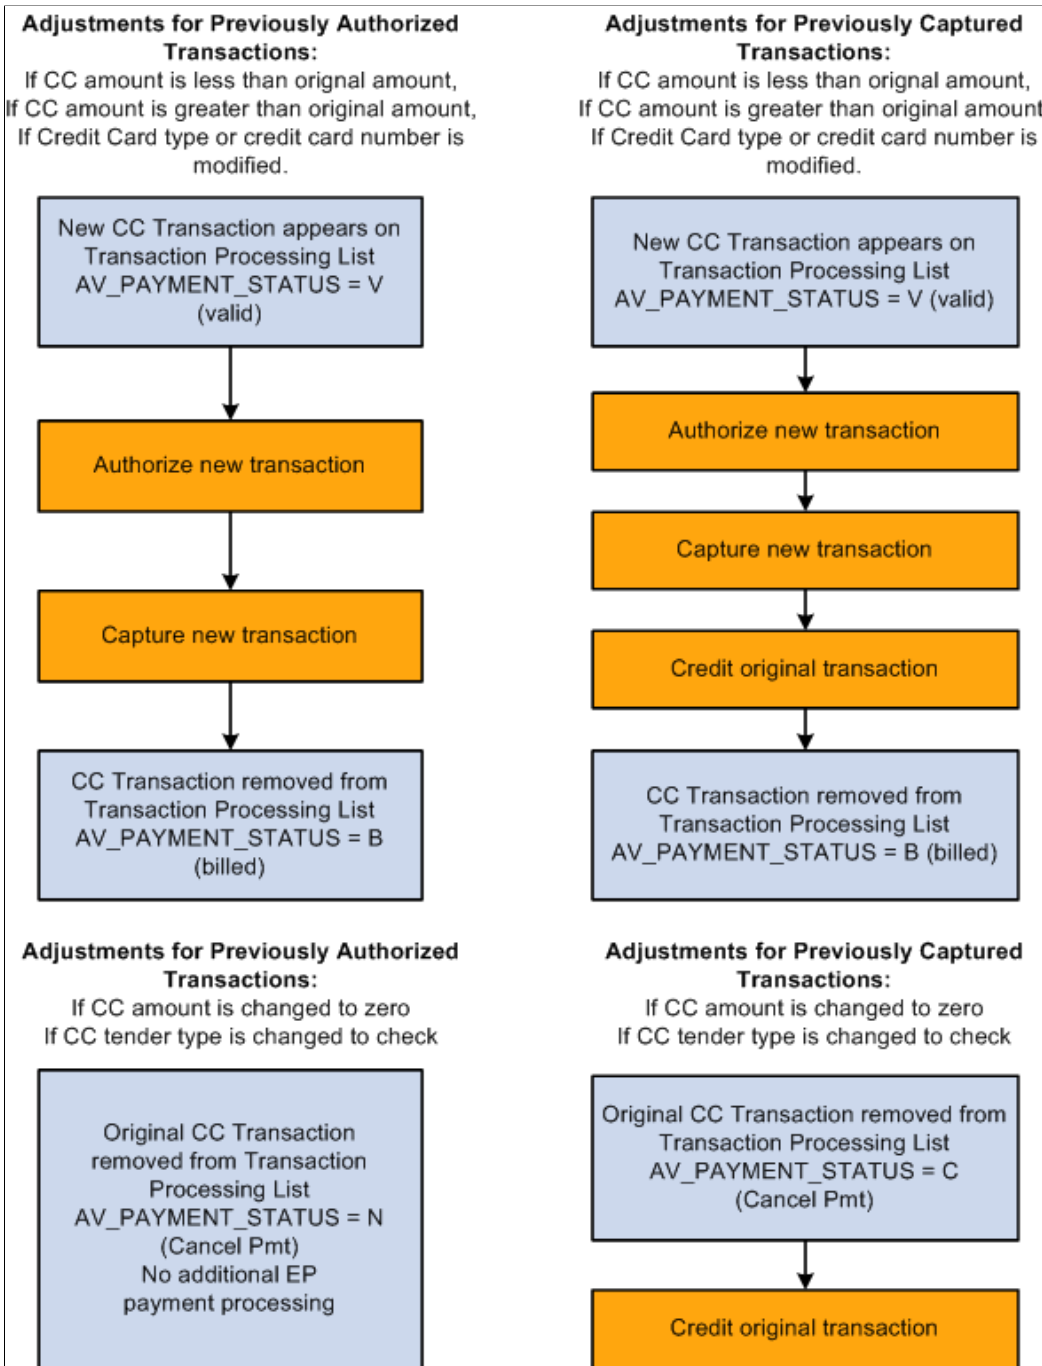 Adjustments for Previously Authorized
Transactions:
If CC amount is less than orignal amount,
If CC amount is greater than original amount,
If Credit Card type or credit card number is
modified.
New CC Transaction appears on
Transaction Processing List
AV_PAYMENT_STATUS = V
(valid)
Authorize new transaction
Capture new transaction
CC Transaction removed from
Transaction Processing List
AV_PAYMENT_STATUS = B
(billed)
Adjustments for Previously Captured
Transactions:
If CC amount is less than orignal amount,
If CC amount is greater than original amount
If Credit Card type or credit card number is
modified.
New CC Transaction appears on
Transaction Processing List
AV_PAYMENT_STATUS = V (valid)
Authorize new transaction
Capture new transaction
Credit original transaction
CC Transaction removed from
Transaction Processing List
AV_PAYMENT_STATUS = B (billed)
Adjustments for Previously Authorized
Transactions:
If CC amount is changed to zero
If CC tender type is changed to check
Original CC Transaction
removed from Transaction
Processing List
AV_PAYMENT_STATUS = N
(Cancel Pmt)
No additional EP
payment processing
Adjustments for Previously Captured
Transactions:
If CC amount is changed to zero
If CC tender type is changed to check
Original CC Transaction removed from
Transaction Processing List
AV_PAYMENT_STATUS = C
(Cancel Pmt)
Credit original transaction